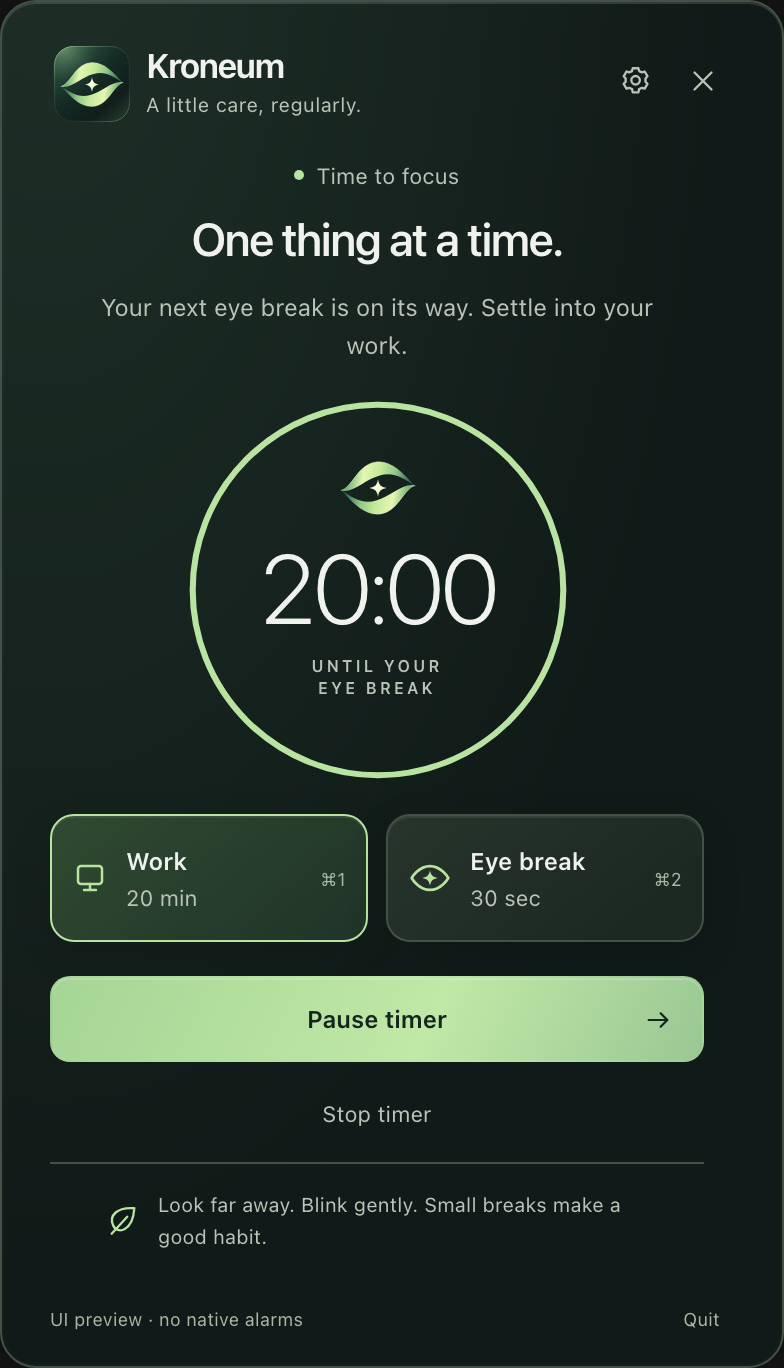 Kroneum
A little care, regularly.
Time to focus
One thing at a time.
Your next eye break is on its way. Settle into your
work.
20:00
UNTIL YOUR
EYE BREAK
Work
20 min
⌘1
Eye break
30 sec
⌘2
Pause timer
Stop timer
Look far away. Blink gently. Small breaks make a
good habit.
UI preview · no native alarms
Quit